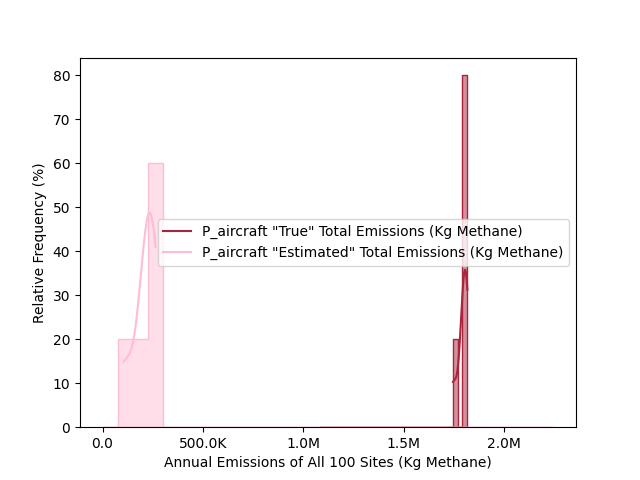 80
70
60
50
40
30
20
10
0
Relative Frequency (%)
P_aircraft "True" Total Emissions (Kg Methane)
P_aircraft "Estimated" Total Emissions (Kg Methane)
0.0 500.0K 1.0M 1.5M 2.0M
Annual Emissions of All 100 Sites (Kg Methane)